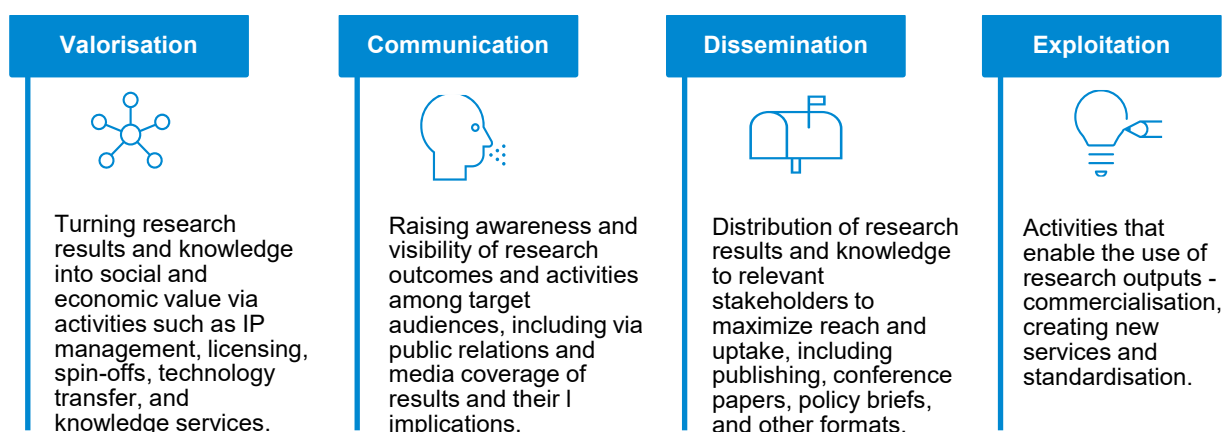 Valorisation
Turning research
results and knowledge
into social and
economic value via
activities such as IP
management, licensing,
spin-offs, technology
transfer, and
knowledge services.
Communication
Raising awareness and
visibility of research
outcomes and activities
among target
audiences, including via
public relations and
media coverage of
results and their l
implications.
Dissemination
Distribution of research
results and knowledge
to relevant
stakeholders to
maximize reach and
uptake, including
publishing, conference
papers, policy briefs,
and other formats.
Exploitation
Activities that
enable the use of
research outputs -
commercialisation,
creating new
services and
standardisation.